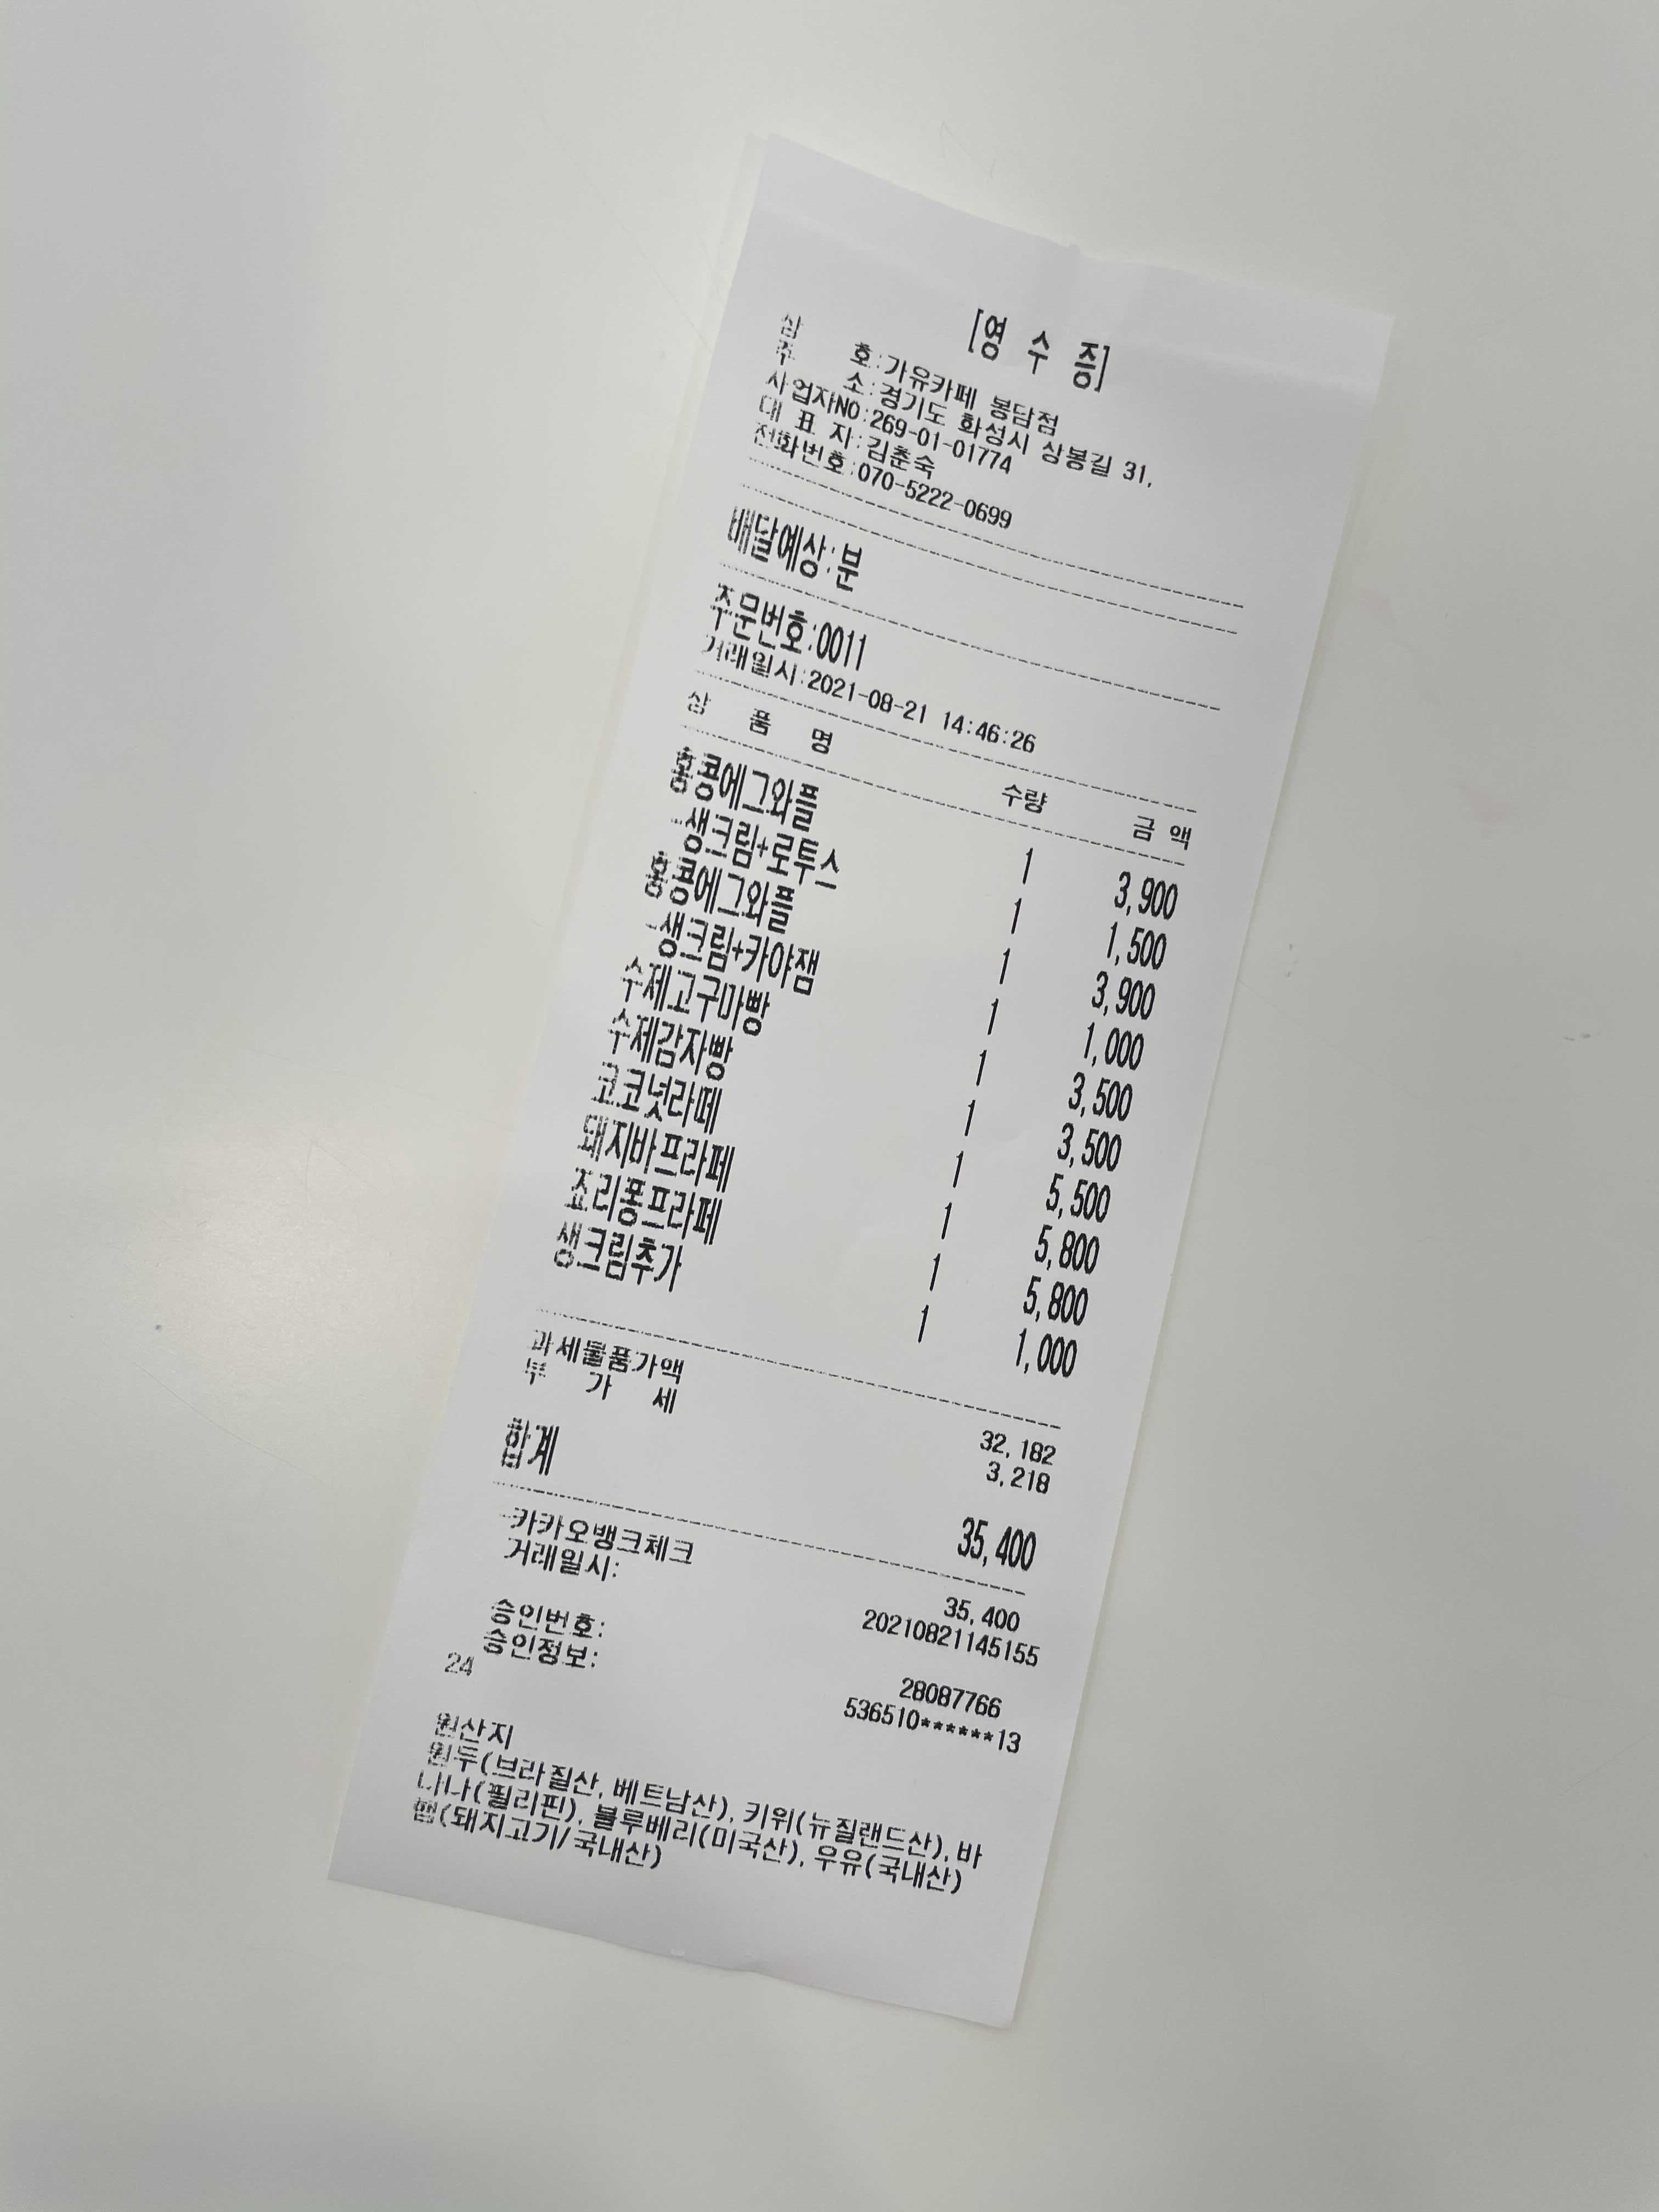 [영 수 증]
상 호:가유카페 봉담점
주 소:경기도 화성시 상봉길 31,
사업자NO:269-01-01774
대 표 자:김춘숙
전화번호:070-5222-0699
배달예상:분
주문번호:0011
거래일시:2021-08-21 14:46:26
상 품 명 수량 금 액
홍콩에그와플 1 3,900
-생크림+로투스 1 1,500
홍콩에그와플 1 3,900
-생크림+카야잼 1 1,000
수제고구마빵 1 3,500
수제감자빵 1 3,500
코코넛라떼 1 5,500
돼지바프라페 1 5,800
죠리퐁프라페 1 5,800
생크림추가 1 1,000
과세물품가액 32,182
부 가 세 3,218
합계 35,400
-카카오뱅크체크 35,400
거래일시: 20210821145155
승인번호: 28087766
승인정보: 536510******13
24
원산지
원두(브라질산, 베트남산), 키위(뉴질랜드산), 바
나나(필리핀), 블루베리(미국산), 우유(국내산)
햄(돼지고기/국내산)